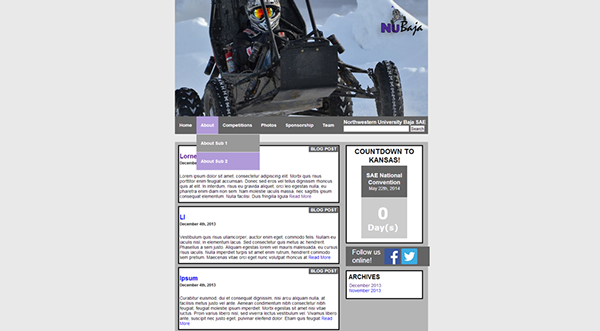 NU Baja
Home About Competitions Photos Sponsorship Team
Northwestern University Baja SAE
Search
About Sub 1
About Sub 2
BLOG POST
Lorne
December 4th, 2013
Lorem ipsum dolor sit amet, consectetur adipiscing elit. Morbi quis risus
porttitor enim feugiat accumsan. Donec sed eros vel tellus dignissim rhoncus
at at elit. In interdum, risus eu gravida aliquet, orci leo egestas nulla, eu
pharetra enim diam non sem. Nam molestie iaculis massa, nec sagittis ipsum
consequat elementum. Nulla facilisi. Duis fringilla ligula Read More
BLOG POST
LI
December 4th, 2013
Vestibulum quis risus ullamcorper, auctor enim eget, commodo felis. Nullam eu
iaculis nisl, in elementum lacus. Sed consectetur quis metus ac hendrerit.
Phasellus a sem justo. Aliquam egestas lorem vel mauris malesuada, eu cursus
risus iaculis. Nulla imperdiet turpis sit amet enim rutrum, non mattis lorem
pretium. Maecenas vitae orci eget nunc volutpat rhoncus at Read More
BLOG POST
Ipsum
December 4th, 2013
Curabitur euismod, dui et consequat dignissim, nisi arcu aliquam nulla, at
facilisis metus justo vel ante. Aenean condimentum nibh consectetur nibh
feugiat, feugiat molestie ipsum imperdiet. Morbi egestas sit amet nisi vitae
luctus. Proin vestibulum libero nisl, sed viverra lectus varius id. Vivamus libero
ante, suscipit nec justo eget, pulvinar eleifend dolor. Etiam quis feugiat Read
More
COUNTDOWN TO
KANSAS!
SAE National
Convention
May 22th, 2014
0
Day(s)
Follow us
online!
ARCHIVES
December 2013
November 2013